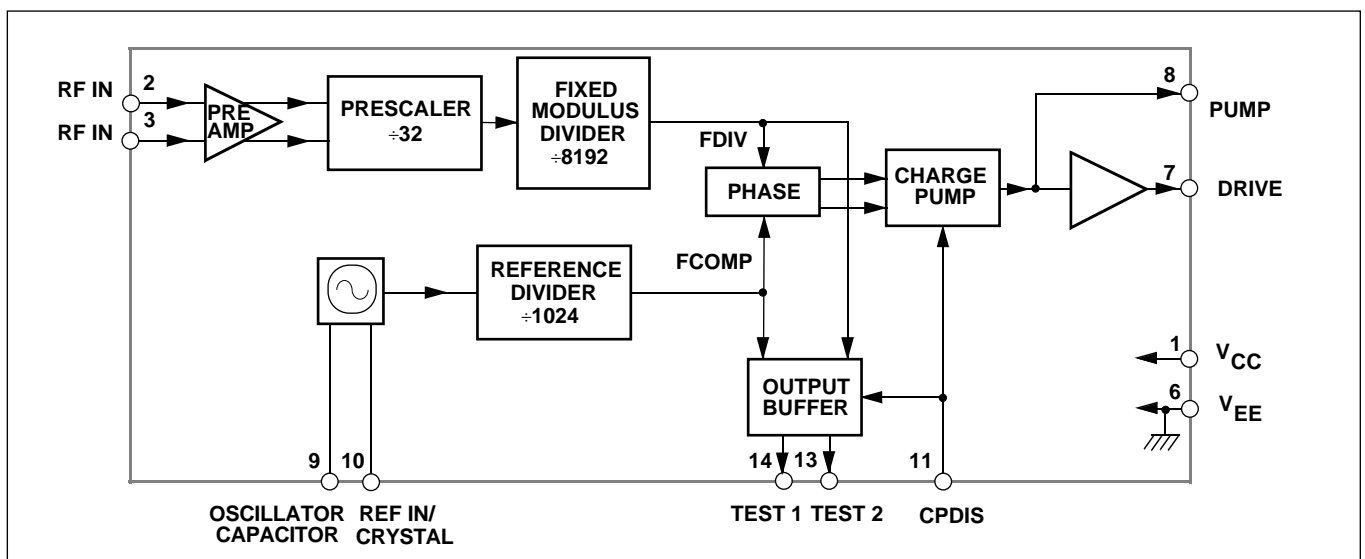 RF IN
2
RF IN
3
PRE
AMP
PRESCALER
÷32
FIXED
MODULUS
DIVIDER
÷8192
FDIV
PHASE
CHARGE
PUMP
8
PUMP
7
DRIVE
FCOMP
REFERENCE
DIVIDER
÷1024
OUTPUT
BUFFER
1
VCC
6
VEE
9
10
14
13
11
OSCILLATOR
CAPACITOR
REF IN/
CRYSTAL
TEST 1
TEST 2
CPDIS